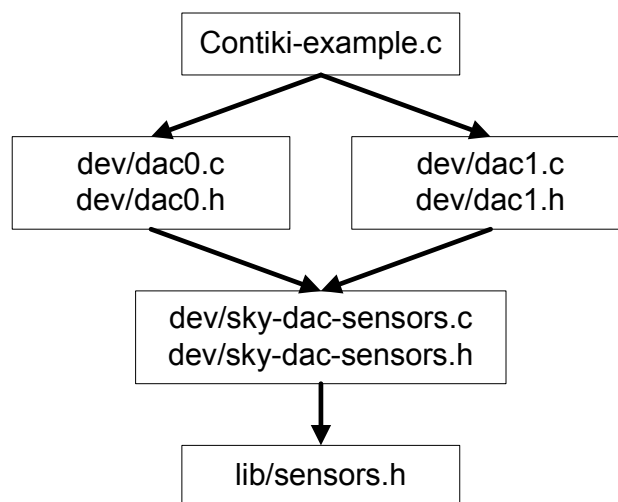 Contiki-example.c
dev/dac0.c
dev/dac0.h
dev/dac1.c
dev/dac1.h
dev/sky-dac-sensors.c
dev/sky-dac-sensors.h
lib/sensors.h